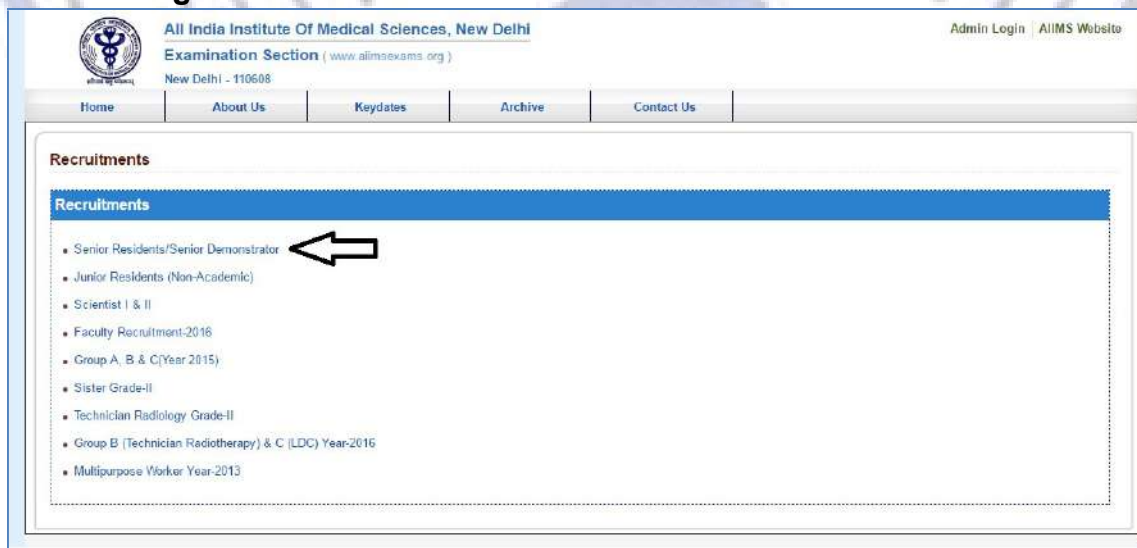 All India Institute Of Medical Sciences, New Delhi
Admin Login | AIIMS Website
Examination Section ( www.aiimsexams.org )
New Delhi - 110608
Home About Us Keydates Archive Contact Us
Recruitments
Recruitments
Senior Residents/Senior Demonstrator
Junior Residents (Non-Academic)
Scientist I & II
Faculty Recruitment-2016
Group A, B & C(Year 2015)
Sister Grade-II
Technician Radiology Grade-II
Group B (Technician Radiotherapy) & C (LDC) Year-2016
Multipurpose Worker Year-2013